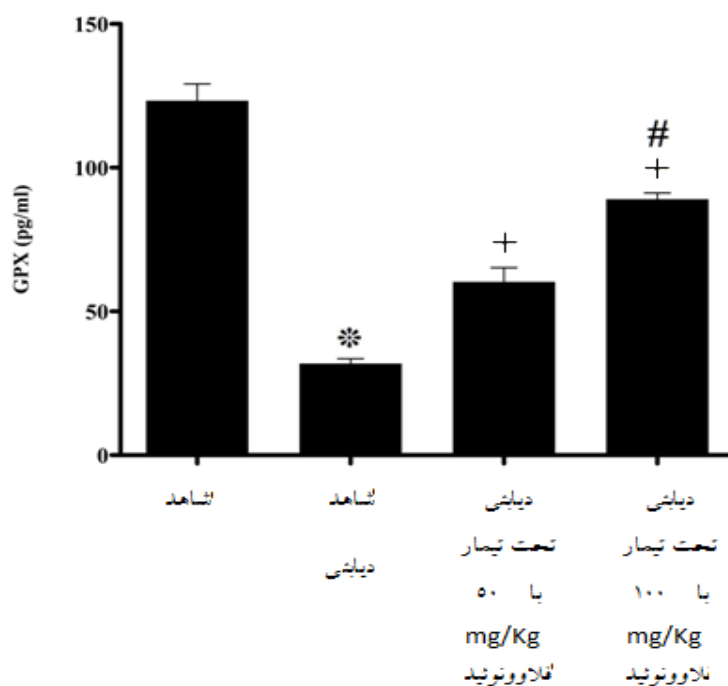 150
100
50
0
GPX (pg/ml)
*
+
#
+
شاهد
شاهد
دیابتی
دیابتی
تحت تیمار
با ۵۰
mg/Kg
فلاوونوئید
دیابتی
تحت تیمار
با ۱۰۰
mg/Kg
فلاوونوئید